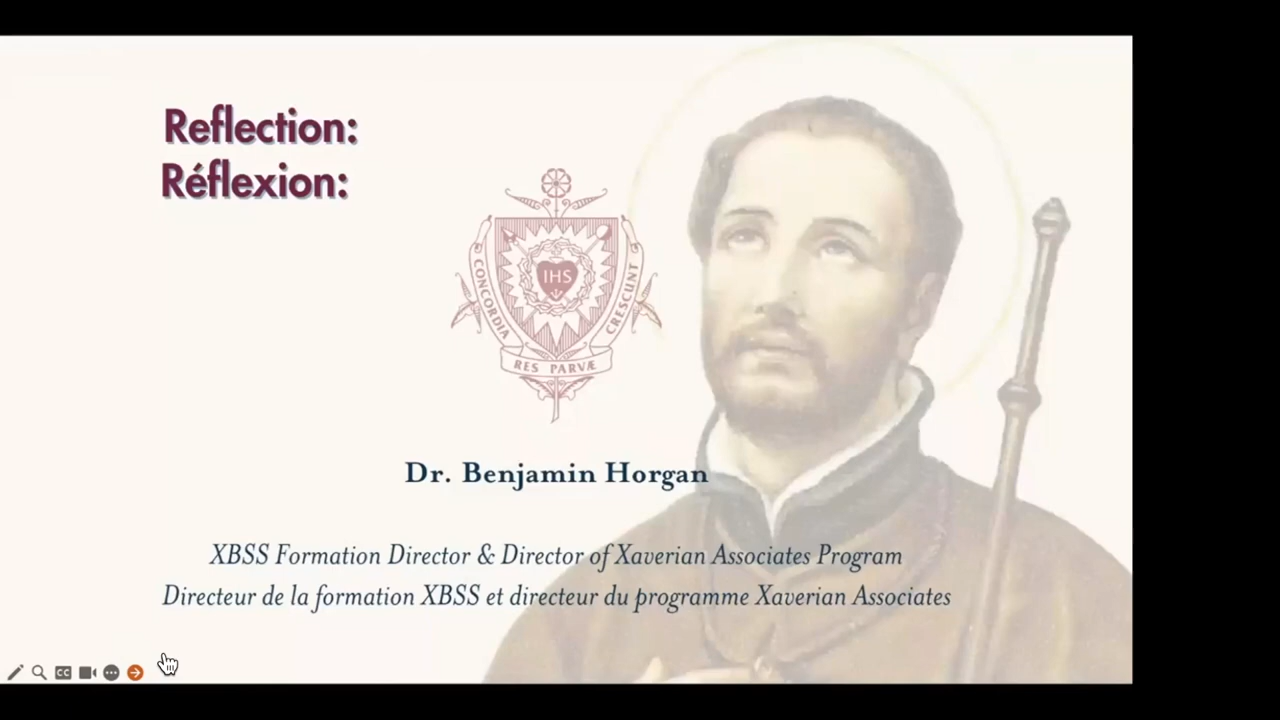 Reflection:
Réflexion:
IHS
CONCORDIA
CRESCUNT
RES PARVÆ
Dr. Benjamin Horgan
XBSS Formation Director & Director of Xaverian Associates Program
Directeur de la formation XBSS et directeur du programme Xaverian Associates
CC